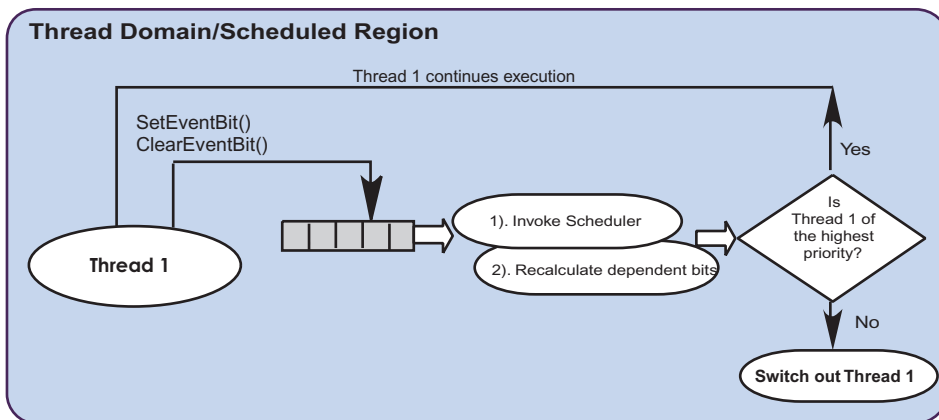 Thread Domain/Scheduled Region
Thread 1 continues execution
SetEventBit()
ClearEventBit()
Yes
Thread 1
1). Invoke Scheduler
2). Recalculate dependent bits
Is
Thread 1 of
the highest
priority?
No
Switch out Thread 1